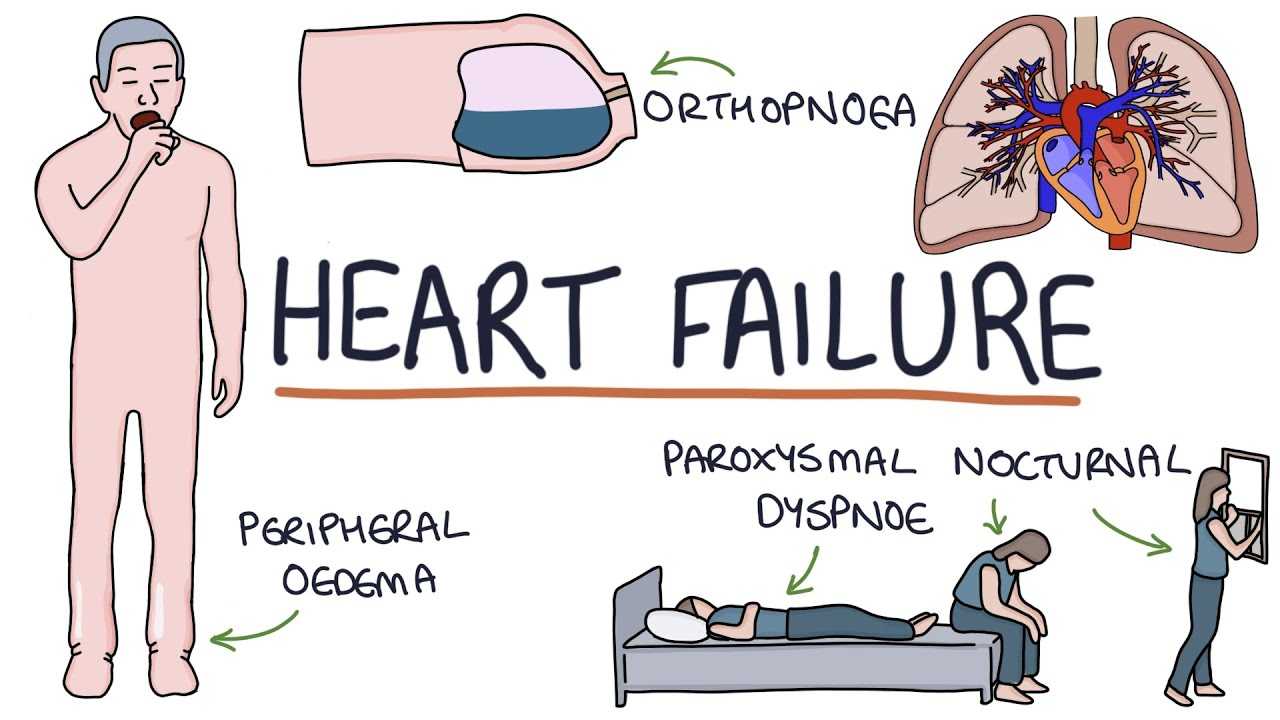 ORTHOPNOEA
HEART FAILURE
PAROXYSMAL NOCTURNAL
DYSPNOE
PERIPHERAL
OEDEMA